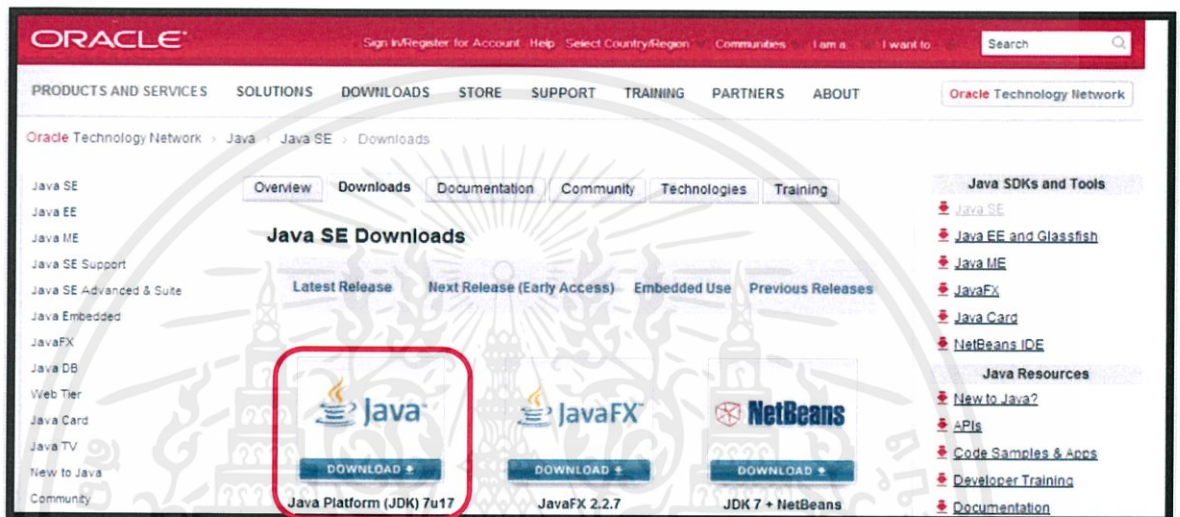 ORACLE
Sign In/Register for Account Help Select Country/Region Communities I am a I want to Search
PRODUCTS AND SERVICES SOLUTIONS DOWNLOADS STORE SUPPORT TRAINING PARTNERS ABOUT Oracle Technology Network
Oracle Technology Network > Java > Java SE > Downloads
Java SE
Java EE
Java ME
Java SE Support
Java SE Advanced & Suite
Java Embedded
JavaFX
Java DB
Web Tier
Java Card
Java TV
New to Java
Community
Overview Downloads Documentation Community Technologies Training
Java SE Downloads
Latest Release Next Release (Early Access) Embedded Use Previous Releases
Java
DOWNLOAD
Java Platform (JDK) 7u17
JavaFX
DOWNLOAD
JavaFX 2.2.7
NetBeans
DOWNLOAD
JDK 7 + NetBeans
Java SDKs and Tools
Java SE
Java EE and Glassfish
Java ME
JavaFX
Java Card
NetBeans IDE
Java Resources
New to Java?
APIs
Code Samples & Apps
Developer Training
Documentation